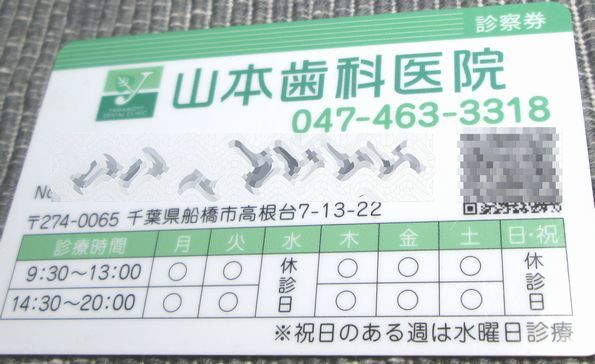 診察券
山本歯科医院
YAMAMOTO
DENTAL CLINIC
047-463-3318
No.
〒274-0065 千葉県船橋市高根台7-13-22
診療時間 月 火 水 木 金 土 日・祝
9:30～13:00 ○ ○ 休診日 ○ ○ ○ 休診日
14:30～20:00 ○ ○ ○ ○ ○
※祝日のある週は水曜日診療